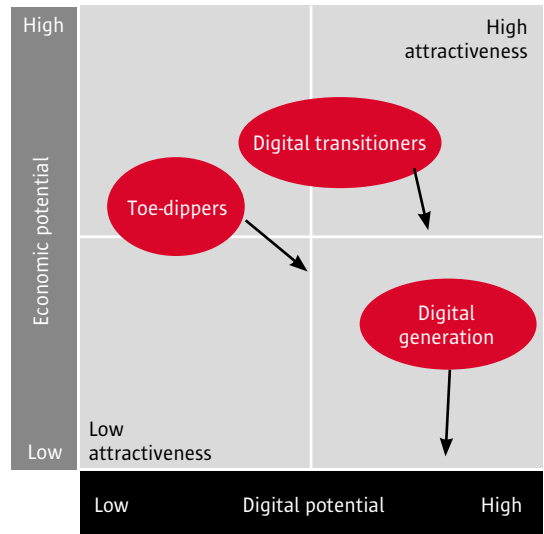 High
High
attractiveness
Digital transitioners
Toe-dippers
Economic potential
Digital
generation
Low
attractiveness
Low
Low Digital potential High